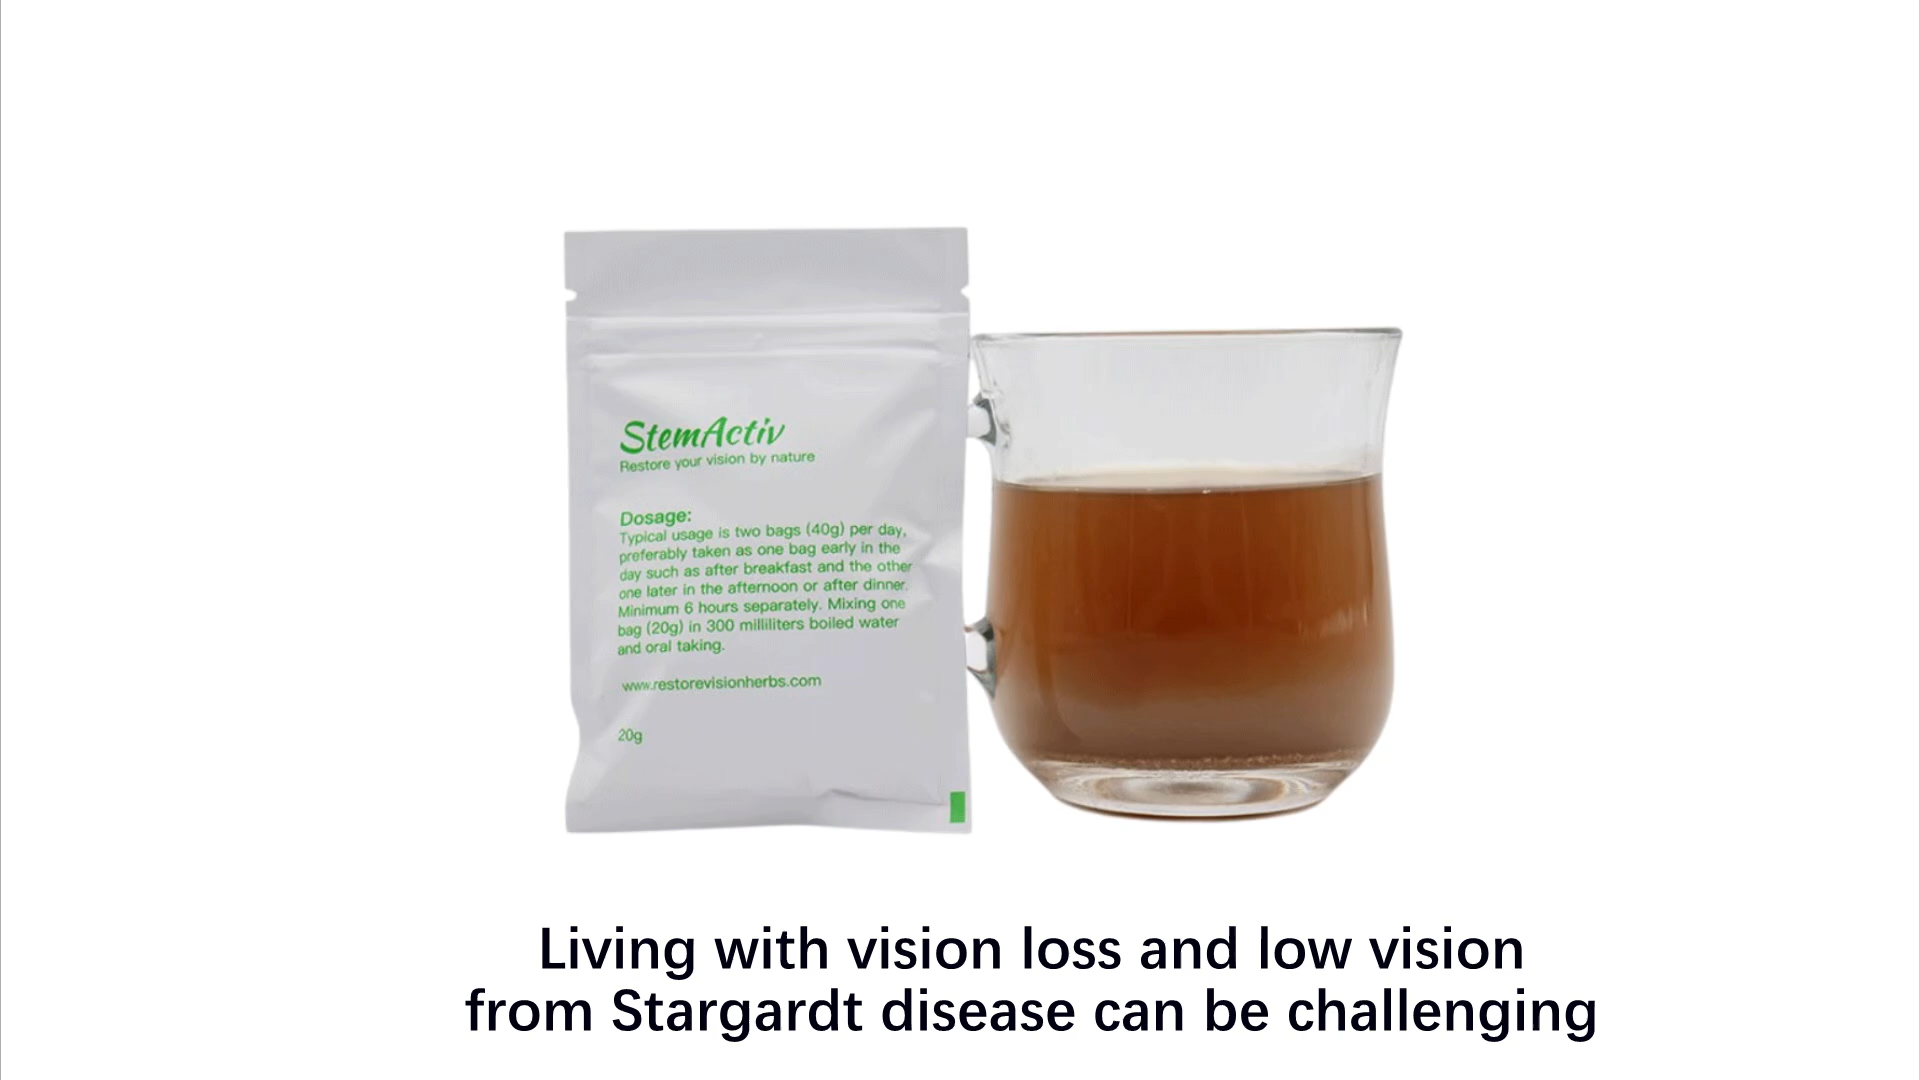 StemActiv
Restore your vision by nature
Dosage:
Typical usage is two bags (40g) per day,
preferably taken as one bag early in the
day such as after breakfast and the other
one later in the afternoon or after dinner.
Minimum 6 hours separately. Mixing one
bag (20g) in 300 milliliters boiled water
and oral taking.
www.restorevisionherbs.com
20g
Living with vision loss and low vision
from Stargardt disease can be challenging